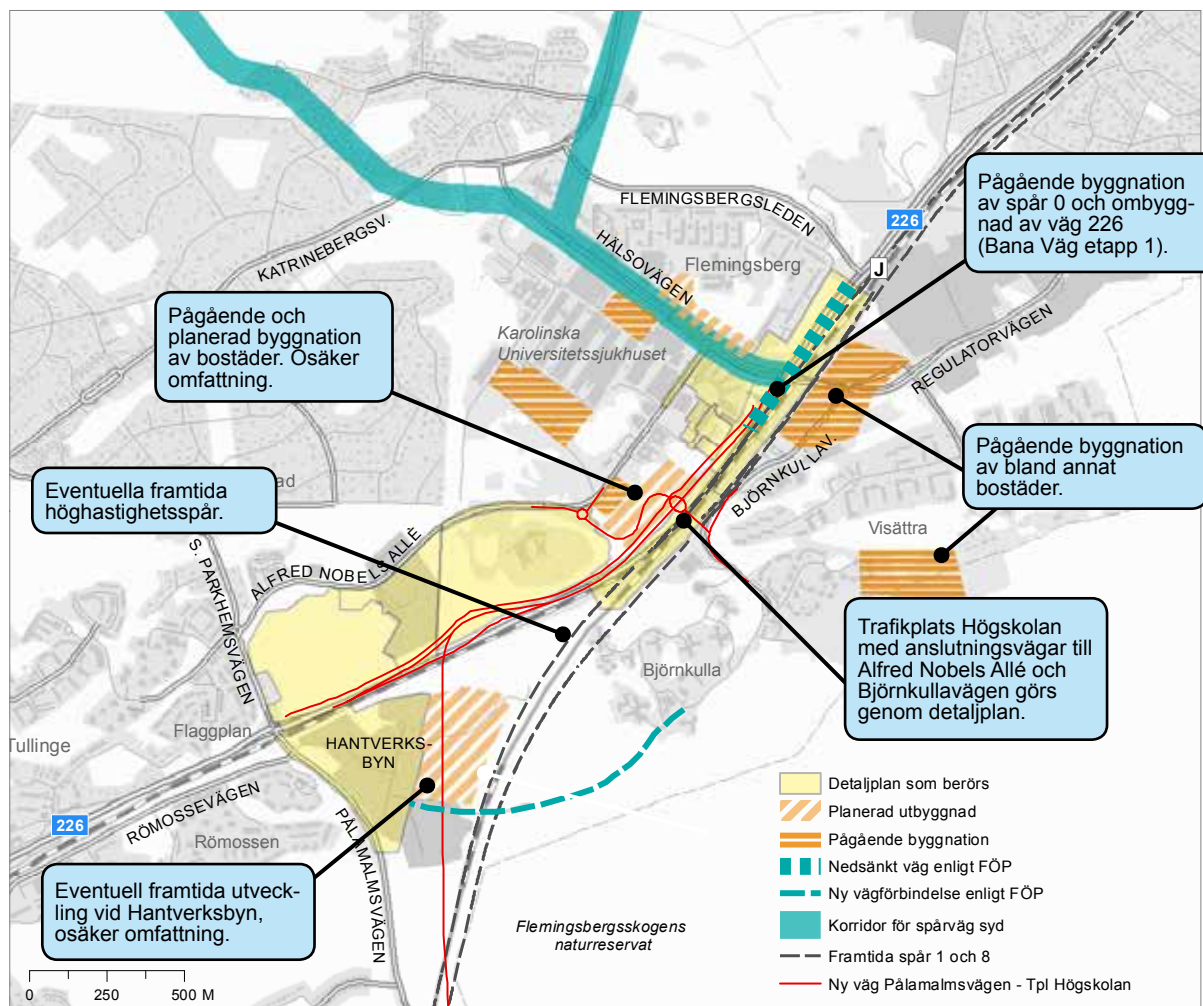 FLEMINGSBERGSLEDEN
226
J
Pågående byggnation
av spår 0 och ombygg-
nad av väg 226
(Bana Väg etapp 1).
KATRINEBERGSV.
HÄLSOVÄGEN
Flemingsberg
REGULATORVÄGEN
Pågående och
planerad byggnation
av bostäder. Osäker
omfattning.
Karolinska
Universitetssjukhuset
Pågående byggnation
av bland annat
bostäder.
BJÖRNKULLAV.
Eventuella framtida
höghastighetsspår.
ad
Visättra
S. PARKHEMSVÄGEN
ALFRED NOBELS ALLÉ
Trafikplats Högskolan
med anslutningsvägar till
Alfred Nobels Allé och
Björnkullavägen görs
genom detaljplan.
Björnkulla
Flaggplan
Tullinge
HANTVERKS-
BYN
RÖMOSSEVÄGEN
226
Römossen
PÅLAMALMSVÄGEN
Eventuell framtida utveck-
ling vid Hantverksbyn,
osäker omfattning.
Flemingsbergsskogens
naturreservat
Detaljplan som berörs
Planerad utbyggnad
Pågående byggnation
Nedsänkt väg enligt FÖP
Ny vägförbindelse enligt FÖP
Korridor för spårväg syd
Framtida spår 1 och 8
Ny väg Pålamalmsvägen - Tpl Högskolan
0 250 500 M